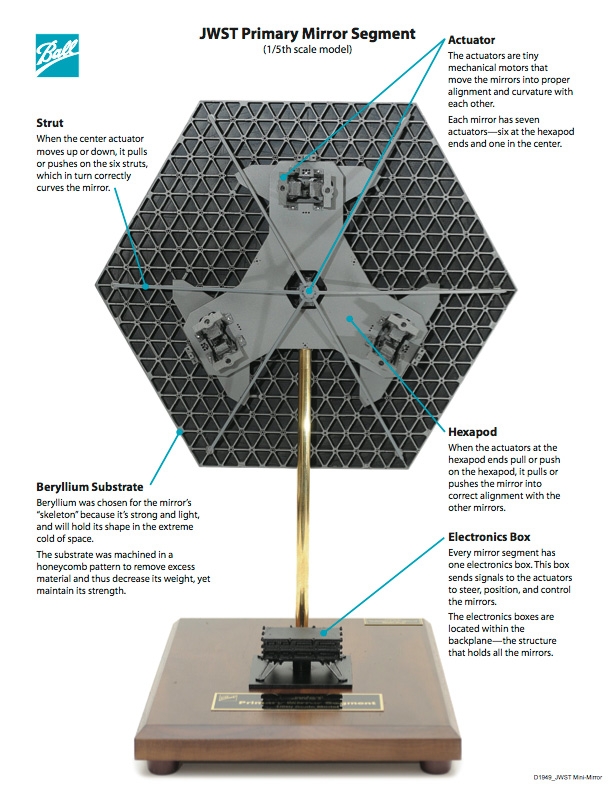 Ball
JWST Primary Mirror Segment
(1/5th scale model)
Actuator
The actuators are tiny
mechanical motors that
move the mirrors into proper
alignment and curvature with
each other.
Each mirror has seven
actuators—six at the hexapod
ends and one in the center.
Strut
When the center actuator
moves up or down, it pulls
or pushes on the six struts,
which in turn correctly
curves the mirror.
Hexapod
When the actuators at the
hexapod ends pull or push
on the hexapod, it pulls or
pushes the mirror into
correct alignment with the
other mirrors.
Beryllium Substrate
Beryllium was chosen for the mirror's
"skeleton" because it's strong and light,
and will hold its shape in the extreme
cold of space.
The substrate was machined in a
honeycomb pattern to remove excess
material and thus decrease its weight, yet
maintain its strength.
Electronics Box
Every mirror segment has
one electronics box. This box
sends signals to the actuators
to steer, position, and control
the mirrors.
The electronics boxes are
located within the
backplane—the structure
that holds all the mirrors.
Ball
JWST
Primary Mirror Segment
D1949_JWST Mini-Mirror